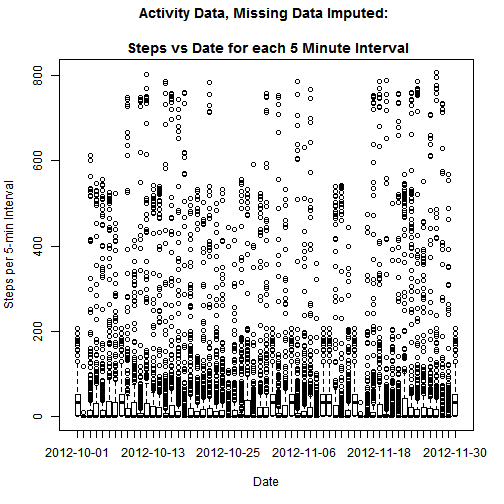 Activity Data, Missing Data Imputed:
Steps vs Date for each 5 Minute Interval
Steps per 5-min Interval
800
600
400
200
0
2012-10-01 2012-10-13 2012-10-25 2012-11-06 2012-11-18 2012-11-30
Date